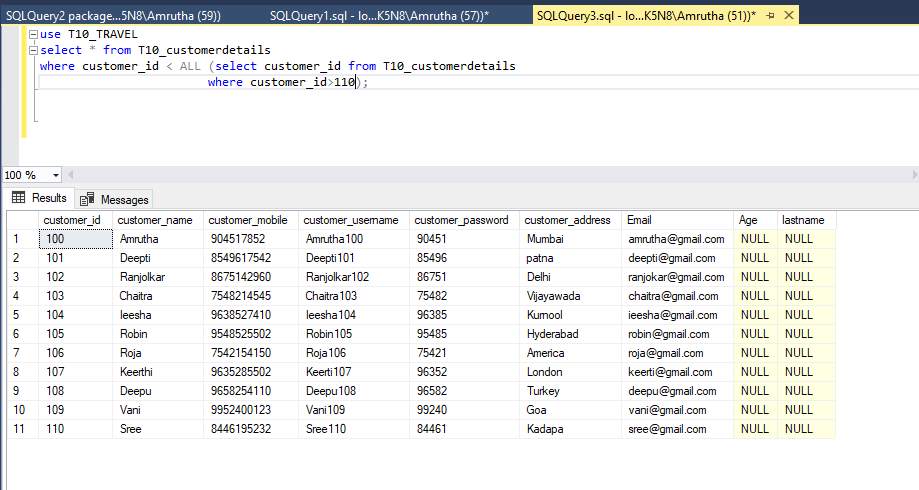 SQLQuery2 package...5N8\Amrutha (59)) SQLQuery1.sql - lo...K5N8\Amrutha (57))* SQLQuery3.sql - lo...K5N8\Amrutha (51))*
use T10_TRAVEL
select * from T10_customerdetails
where customer_id < ALL (select customer_id from T10_customerdetails
where customer_id>110);
100 %
Results Messages
customer_id customer_name customer_mobile customer_username customer_password customer_address Email Age lastname
1 100 Amrutha 904517852 Amrutha100 90451 Mumbai amrutha@gmail.com NULL NULL
2 101 Deepti 8549617542 Deepti101 85496 patna deepti@gmail.com NULL NULL
3 102 Ranjolkar 8675142960 Ranjolkar102 86751 Delhi ranjokar@gmail.com NULL NULL
4 103 Chaitra 7548214545 Chaitra103 75482 Vijayawada chaitra@gmail.com NULL NULL
5 104 Ieesha 9638527410 Ieesha104 96385 Kurnool ieesha@gmail.com NULL NULL
6 105 Robin 9548525502 Robin105 95485 Hyderabad robin@gmail.com NULL NULL
7 106 Roja 7542154150 Roja106 75421 America roja@gmail.com NULL NULL
8 107 Keerthi 9635285502 Keerti107 96352 London keerti@gmail.com NULL NULL
9 108 Deepu 9658254110 Deepu108 96582 Turkey deepu@gmail.com NULL NULL
10 109 Vani 9952400123 Vani109 99240 Goa vani@gmail.com NULL NULL
11 110 Sree 8446195232 Sree110 84461 Kadapa sree@gmail.com NULL NULL